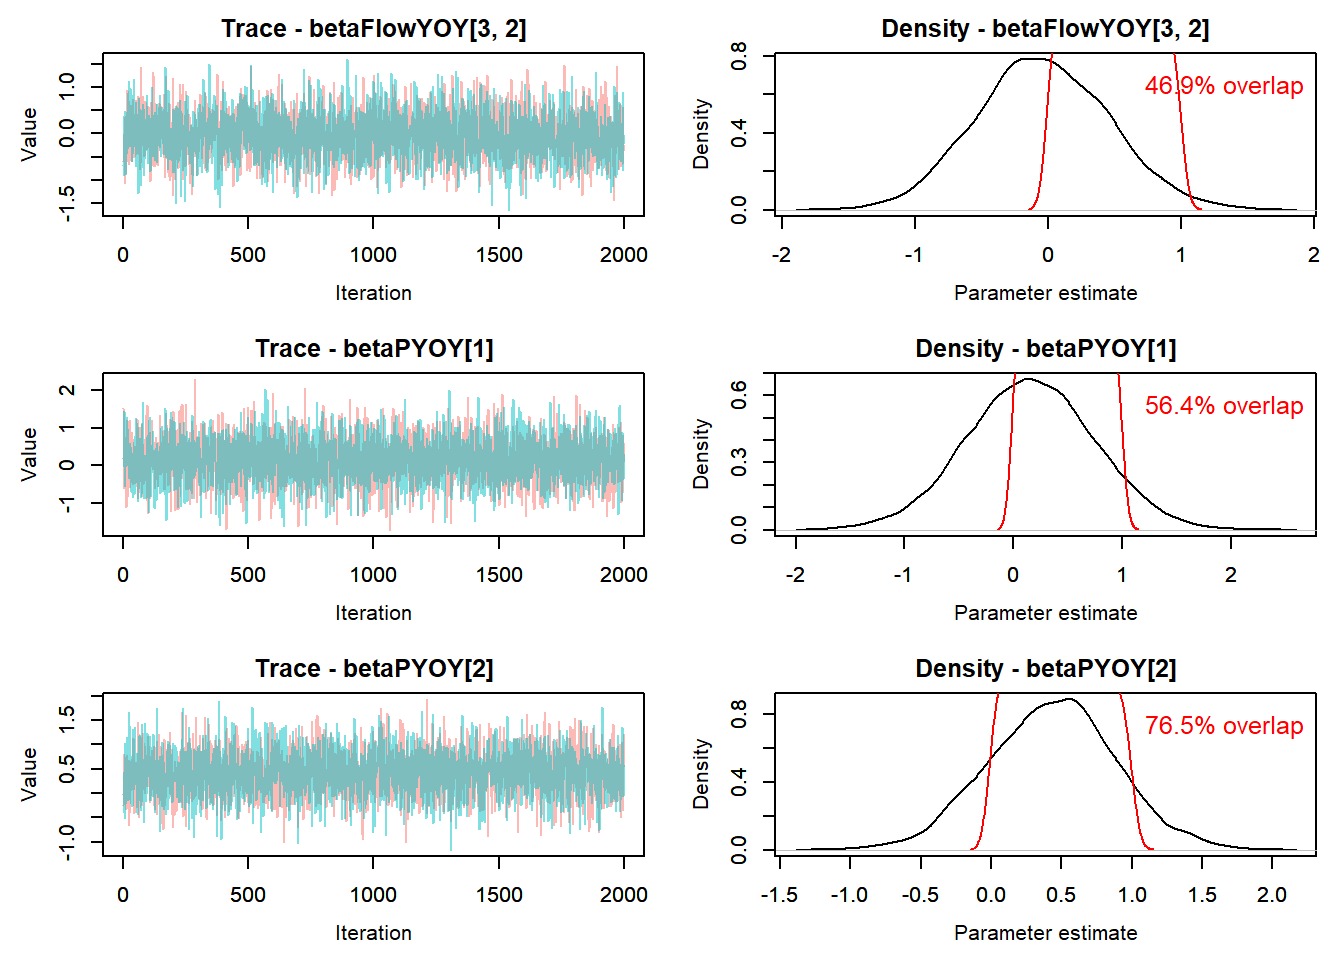 Trace - betaFlowYOY[3, 2]
Value
1.0
0.0
-1.5
0 500 1000 1500 2000
Iteration
Density - betaFlowYOY[3, 2]
Density
0.8
0.4
0.0
46.9% overlap
-2 -1 0 1 2
Parameter estimate
Trace - betaPYOY[1]
Value
2
1
0
-1
0 500 1000 1500 2000
Iteration
Density - betaPYOY[1]
Density
0.6
0.3
0.0
56.4% overlap
-2 -1 0 1 2
Parameter estimate
Trace - betaPYOY[2]
Value
1.5
0.5
-1.0
0 500 1000 1500 2000
Iteration
Density - betaPYOY[2]
Density
0.8
0.4
0.0
76.5% overlap
-1.5 -1.0 0.0 0.5 1.0 1.5 2.0
Parameter estimate